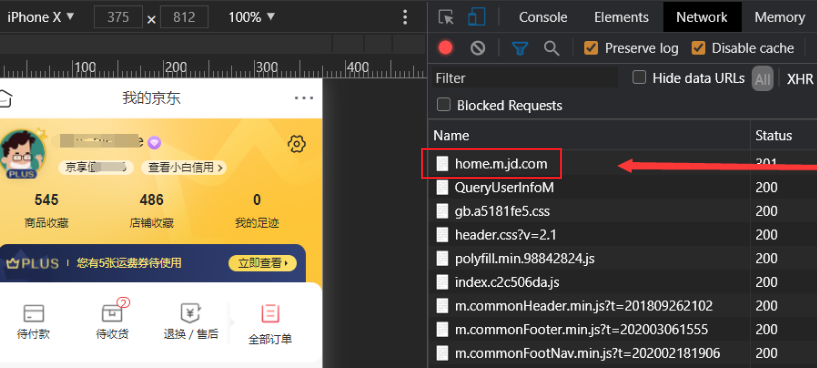 iPhone X ▼ 375 × 812 100% ▼
Console Elements Network Memory
Preserve log Disable cache
100 200 300 400
Filter Hide data URLs All XHR
Blocked Requests
Name Status
home.m.jd.com 301
QueryUserInfoM 200
gb.a5181fe5.css 200
header.css?v=2.1 200
polyfill.min.98842824.js 200
index.c2c506da.js 200
m.commonHeader.min.js?t=201809262102 200
m.commonFooter.min.js?t=202003061555 200
m.commonFootNav.min.js?t=202002181906 200
我的京东
PLUS
京享值 查看小白信用
545 486 0
商品收藏 店铺收藏 我的足迹
PLUS 您有5张运费券待使用 立即查看
2
待付款 待收货 退换 / 售后 全部订单